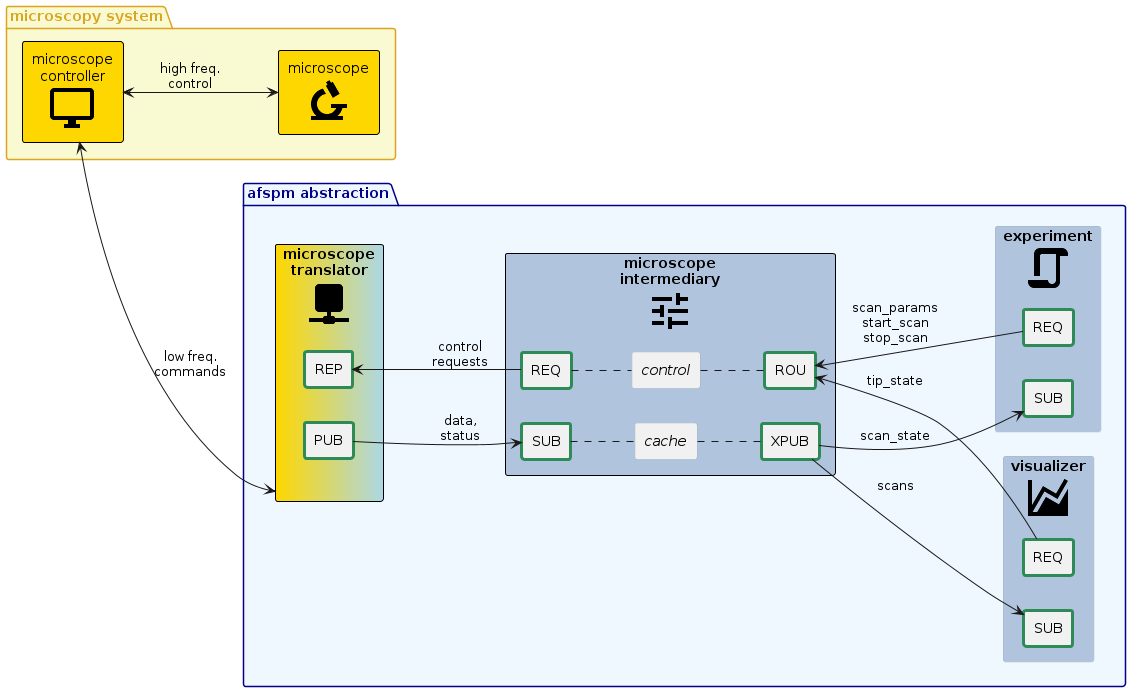 microscopy system
microscope
controller
high freq.
control
microscope
low freq.
commands
afspm abstraction
microscope
translator
REP
PUB
control
requests
data,
status
microscope
intermediary
REQ
control
ROU
SUB
cache
XPUB
scan_params
start_scan
stop_scan
tip_state
scan_state
scans
experiment
REQ
SUB
visualizer
REQ
SUB